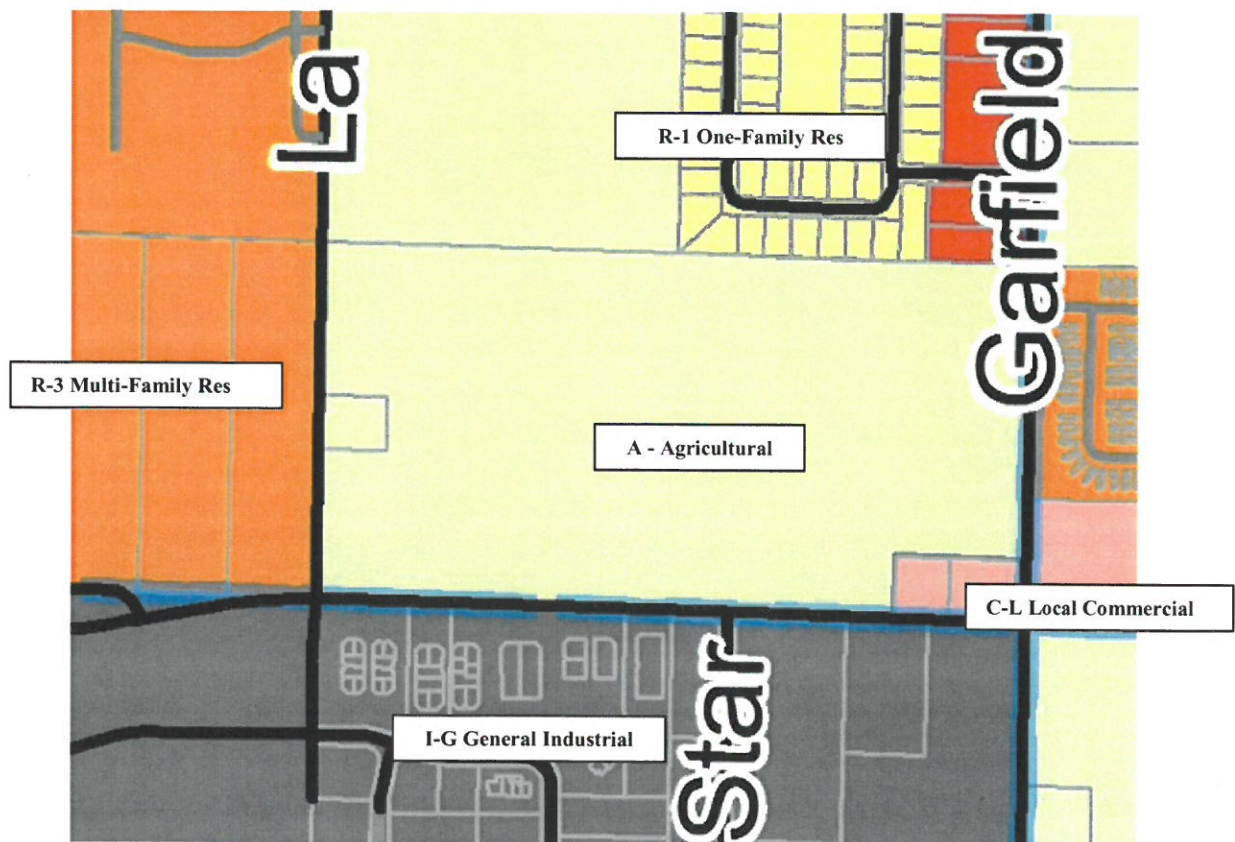 La
Garfield
R-1 One-Family Res
R-3 Multi-Family Res
A - Agricultural
C-L Local Commercial
I-G General Industrial
Star